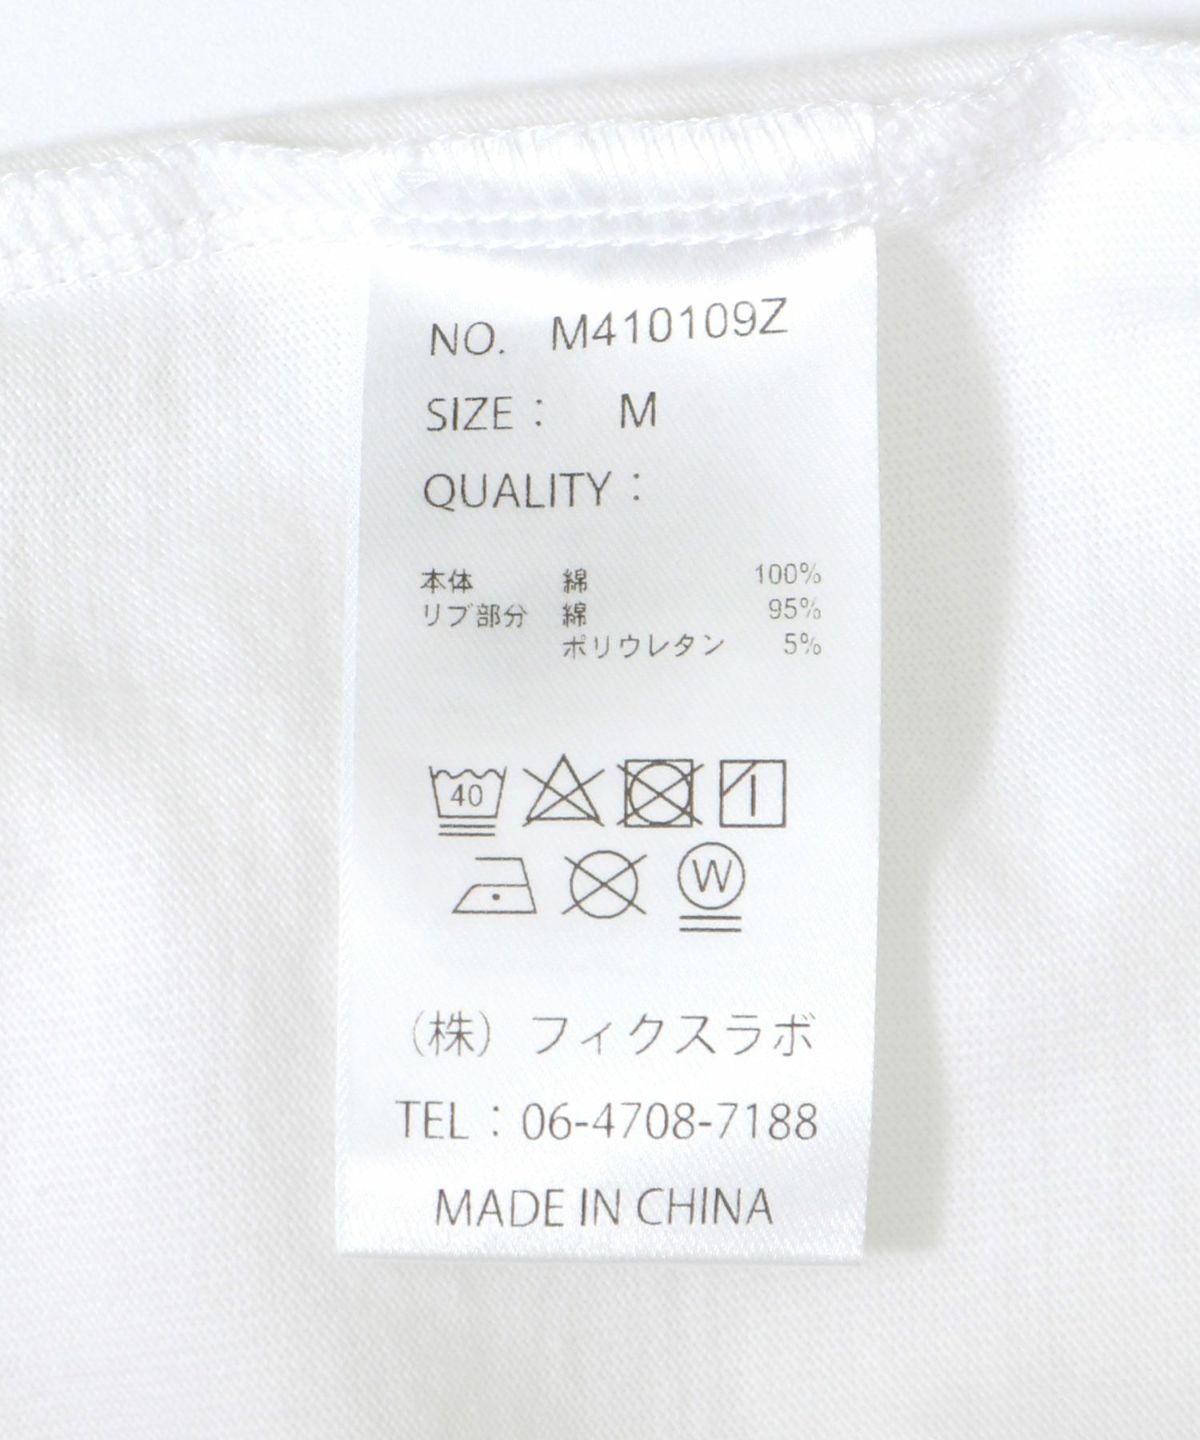 NO. M410109Z
SIZE： M
QUALITY：
本体 綿 100%
リブ部分 綿 95%
ポリウレタン 5%
40
W
（株）フィクスラボ
TEL：06-4708-7188
MADE IN CHINA